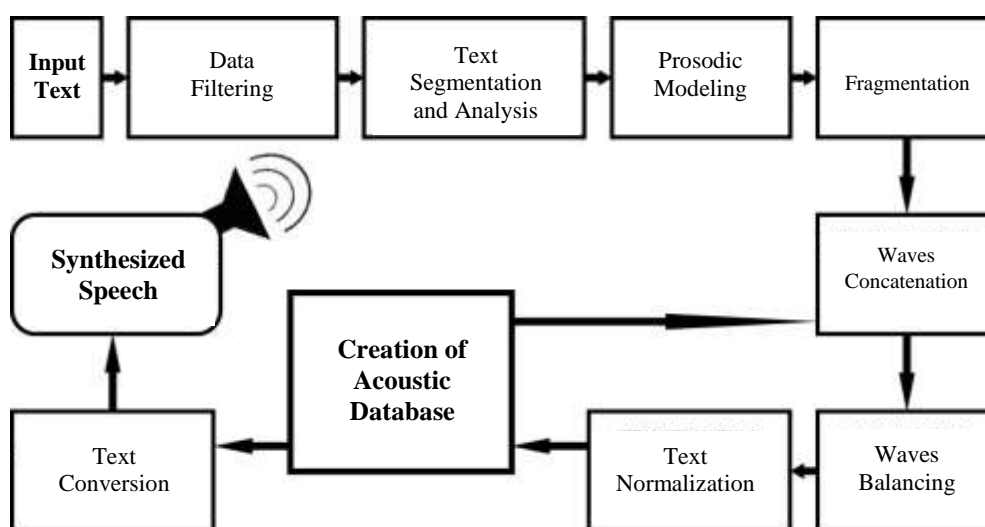 Input
Text
Data
Filtering
Text
Segmentation
and Analysis
Prosodic
Modeling
Fragmentation
Waves
Concatenation
Waves
Balancing
Text
Normalization
Creation of
Acoustic
Database
Text
Conversion
Synthesized
Speech